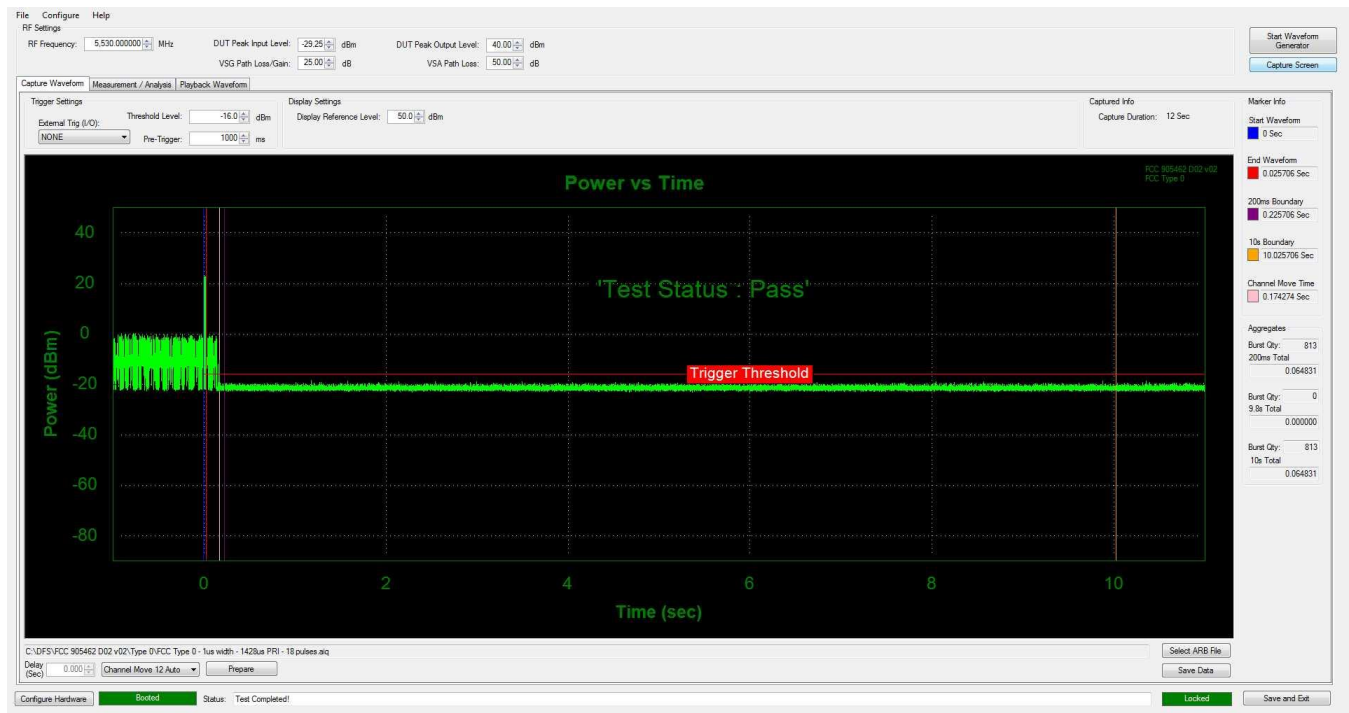 File Configure Help
RF Settings
RF Frequency: 5,530.000000 MHz DUT Peak Input Level: -29.25 dBm DUT Peak Output Level: 40.00 dBm
VSG Path Loss/Gain: 25.00 dB VSA Path Loss: 50.00 dB
Start Waveform Generator
Capture Screen
Capture Waveform Measurement / Analysis Playback Waveform
Trigger Settings
External Trig (I/O):
NONE
Threshold Level: -16.0 dBm
Pre-Trigger: 1000 ms
Display Settings
Display Reference Level: 50.0 dBm
Captured Info
Capture Duration: 12 Sec
Power vs Time
FCC 905462 D02 v02
FCC Type 0
'Test Status : Pass'
Trigger Threshold
Power (dBm)
40
20
0
-20
-40
-60
-80
0 2 4 6 8 10
Time (sec)
Marker Info
Start Waveform
0 Sec
End Waveform
0.025706 Sec
200ms Boundary
0.225706 Sec
10s Boundary
10.025706 Sec
Channel Move Time
0.174274 Sec
Aggregates
Burst Qty: 813
200ms Total
0.064831
Burst Qty: 0
9.8s Total
0.000000
Burst Qty: 813
10s Total
0.064831
C:\DFS\FCC 905462 D02 v02\Type 0\FCC Type 0 - 1us width - 1428us PRI - 18 pulses.aiq
Select ARB File
Delay (Sec) 0.000 Channel Move 12 Auto Prepare
Save Data
Configure Hardware Booted Status: Test Completed! Locked Save and Exit